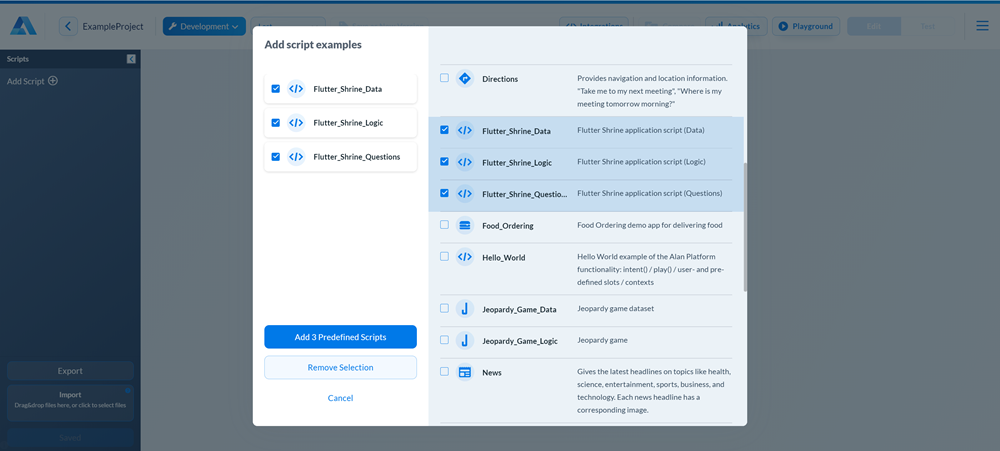 ExampleProject
Development
Integrations
Analytics
Playground
Edit
Test
Scripts
Add Script
Export
Import
Drag&drop files here, or click to select files
Add script examples
Flutter_Shrine_Data
Flutter_Shrine_Logic
Flutter_Shrine_Questions
Add 3 Predefined Scripts
Remove Selection
Cancel
Directions
Provides navigation and location information.
"Take me to my next meeting", "Where is my
meeting tomorrow morning?"
Flutter_Shrine_Data
Flutter Shrine application script (Data)
Flutter_Shrine_Logic
Flutter Shrine application script (Logic)
Flutter_Shrine_Questio...
Flutter Shrine application script (Questions)
Food_Ordering
Food Ordering demo app for delivering food
Hello_World
Hello World example of the Alan Platform
functionality: intent() / play() / user- and pre-
defined slots / contexts
Jeopardy_Game_Data
Jeopardy game dataset
Jeopardy_Game_Logic
Jeopardy game
News
Gives the latest headlines on topics like health,
science, entertainment, sports, business, and
technology. Each news headline has a
corresponding image.